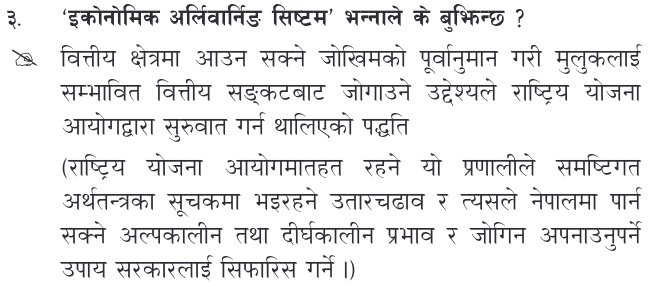 ३. 'इकोनोमिक अर्लिवार्निङ सिष्टम' भन्नाले के बुझिन्छ ?
वित्तीय क्षेत्रमा आउन सक्ने जोखिमको पूर्वानुमान गरी मुलुकलाई
सम्भावित वित्तीय सङ्कटबाट जोगाउने उद्देश्यले राष्ट्रिय योजना
आयोगद्वारा सुरुवात गर्न थालिएको पद्धति
(राष्ट्रिय योजना आयोगमातहत रहने यो प्रणालीले समष्टिगत
अर्थतन्त्रका सूचकमा भइरहने उतारचढाव र त्यसले नेपालमा पार्न
सक्ने अल्पकालीन तथा दीर्घकालीन प्रभाव र जोगिन अपनाउनुपर्ने
उपाय सरकारलाई सिफारिस गर्ने ।)